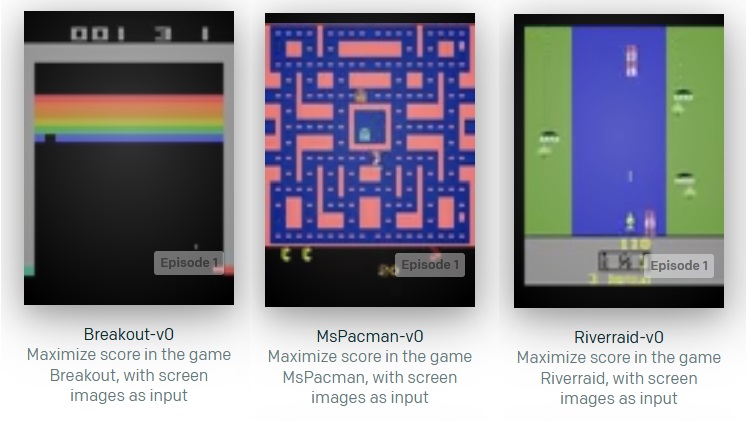 001 3 1
Episode 1
Breakout-v0
Maximize score in the game
Breakout, with screen
images as input
20
Episode 1
MsPacman-v0
Maximize score in the game
MsPacman, with screen
images as input
110
Episode 1
Riverraid-v0
Maximize score in the game
Riverraid, with screen
images as input